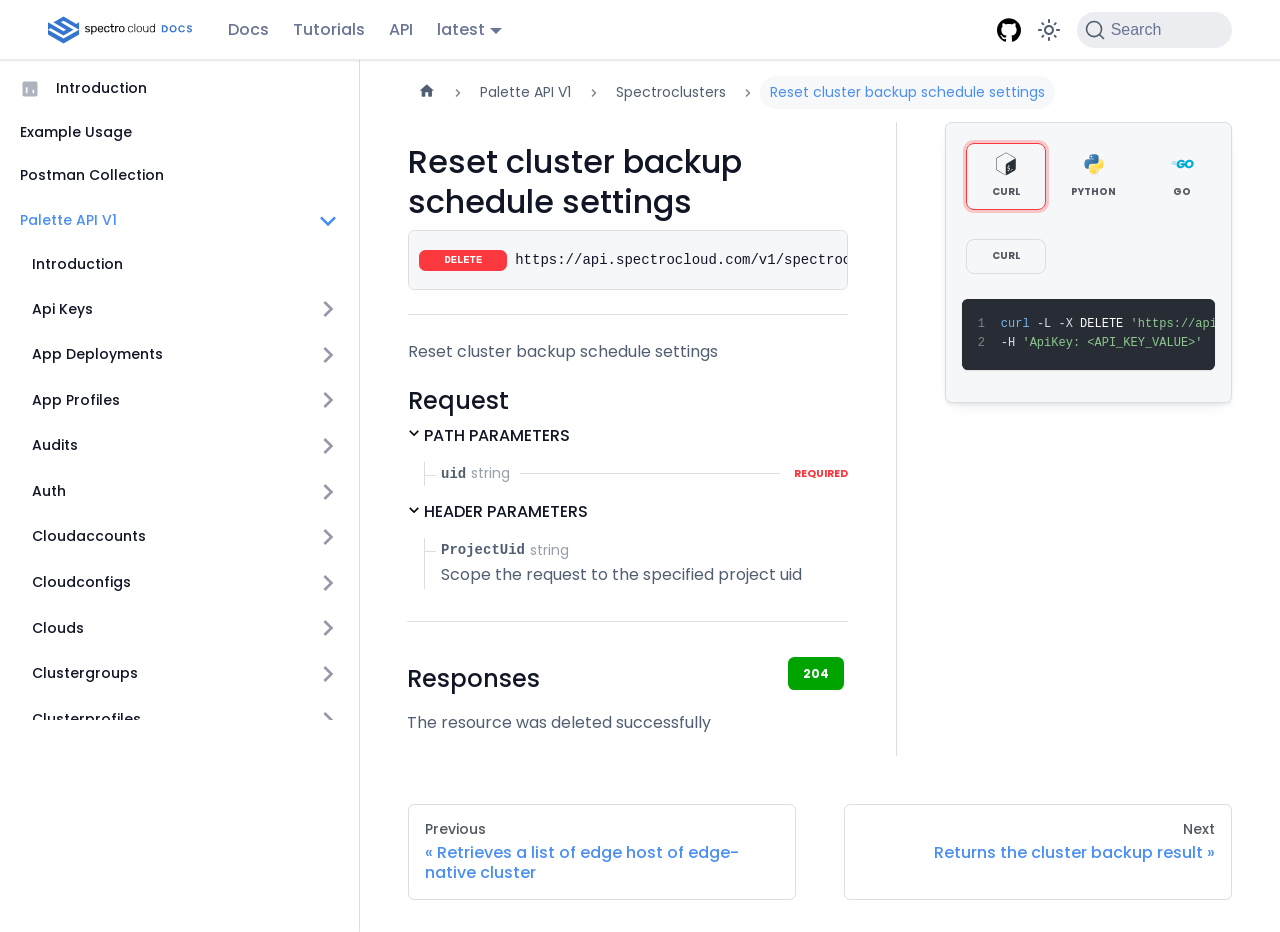 spectro cloud DOCS
Docs
Tutorials
API
latest
Search
Introduction
Example Usage
Postman Collection
Palette API V1
Introduction
Api Keys
App Deployments
App Profiles
Audits
Auth
Cloudaccounts
Cloudconfigs
Clouds
Clustergroups
Clusterprofiles
Palette API V1
Spectroclusters
Reset cluster backup schedule settings
Reset cluster backup
schedule settings
DELETE https://api.spectrocloud.com/v1/spectroc
Reset cluster backup schedule settings
Request
PATH PARAMETERS
uid string REQUIRED
HEADER PARAMETERS
ProjectUid string
Scope the request to the specified project uid
Responses
204
The resource was deleted successfully
CURL
PYTHON
GO
CURL
1 curl -L -X DELETE 'https://api
2 -H 'ApiKey: <API_KEY_VALUE>'
Previous
« Retrieves a list of edge host of edge-
native cluster
Next
Returns the cluster backup result »